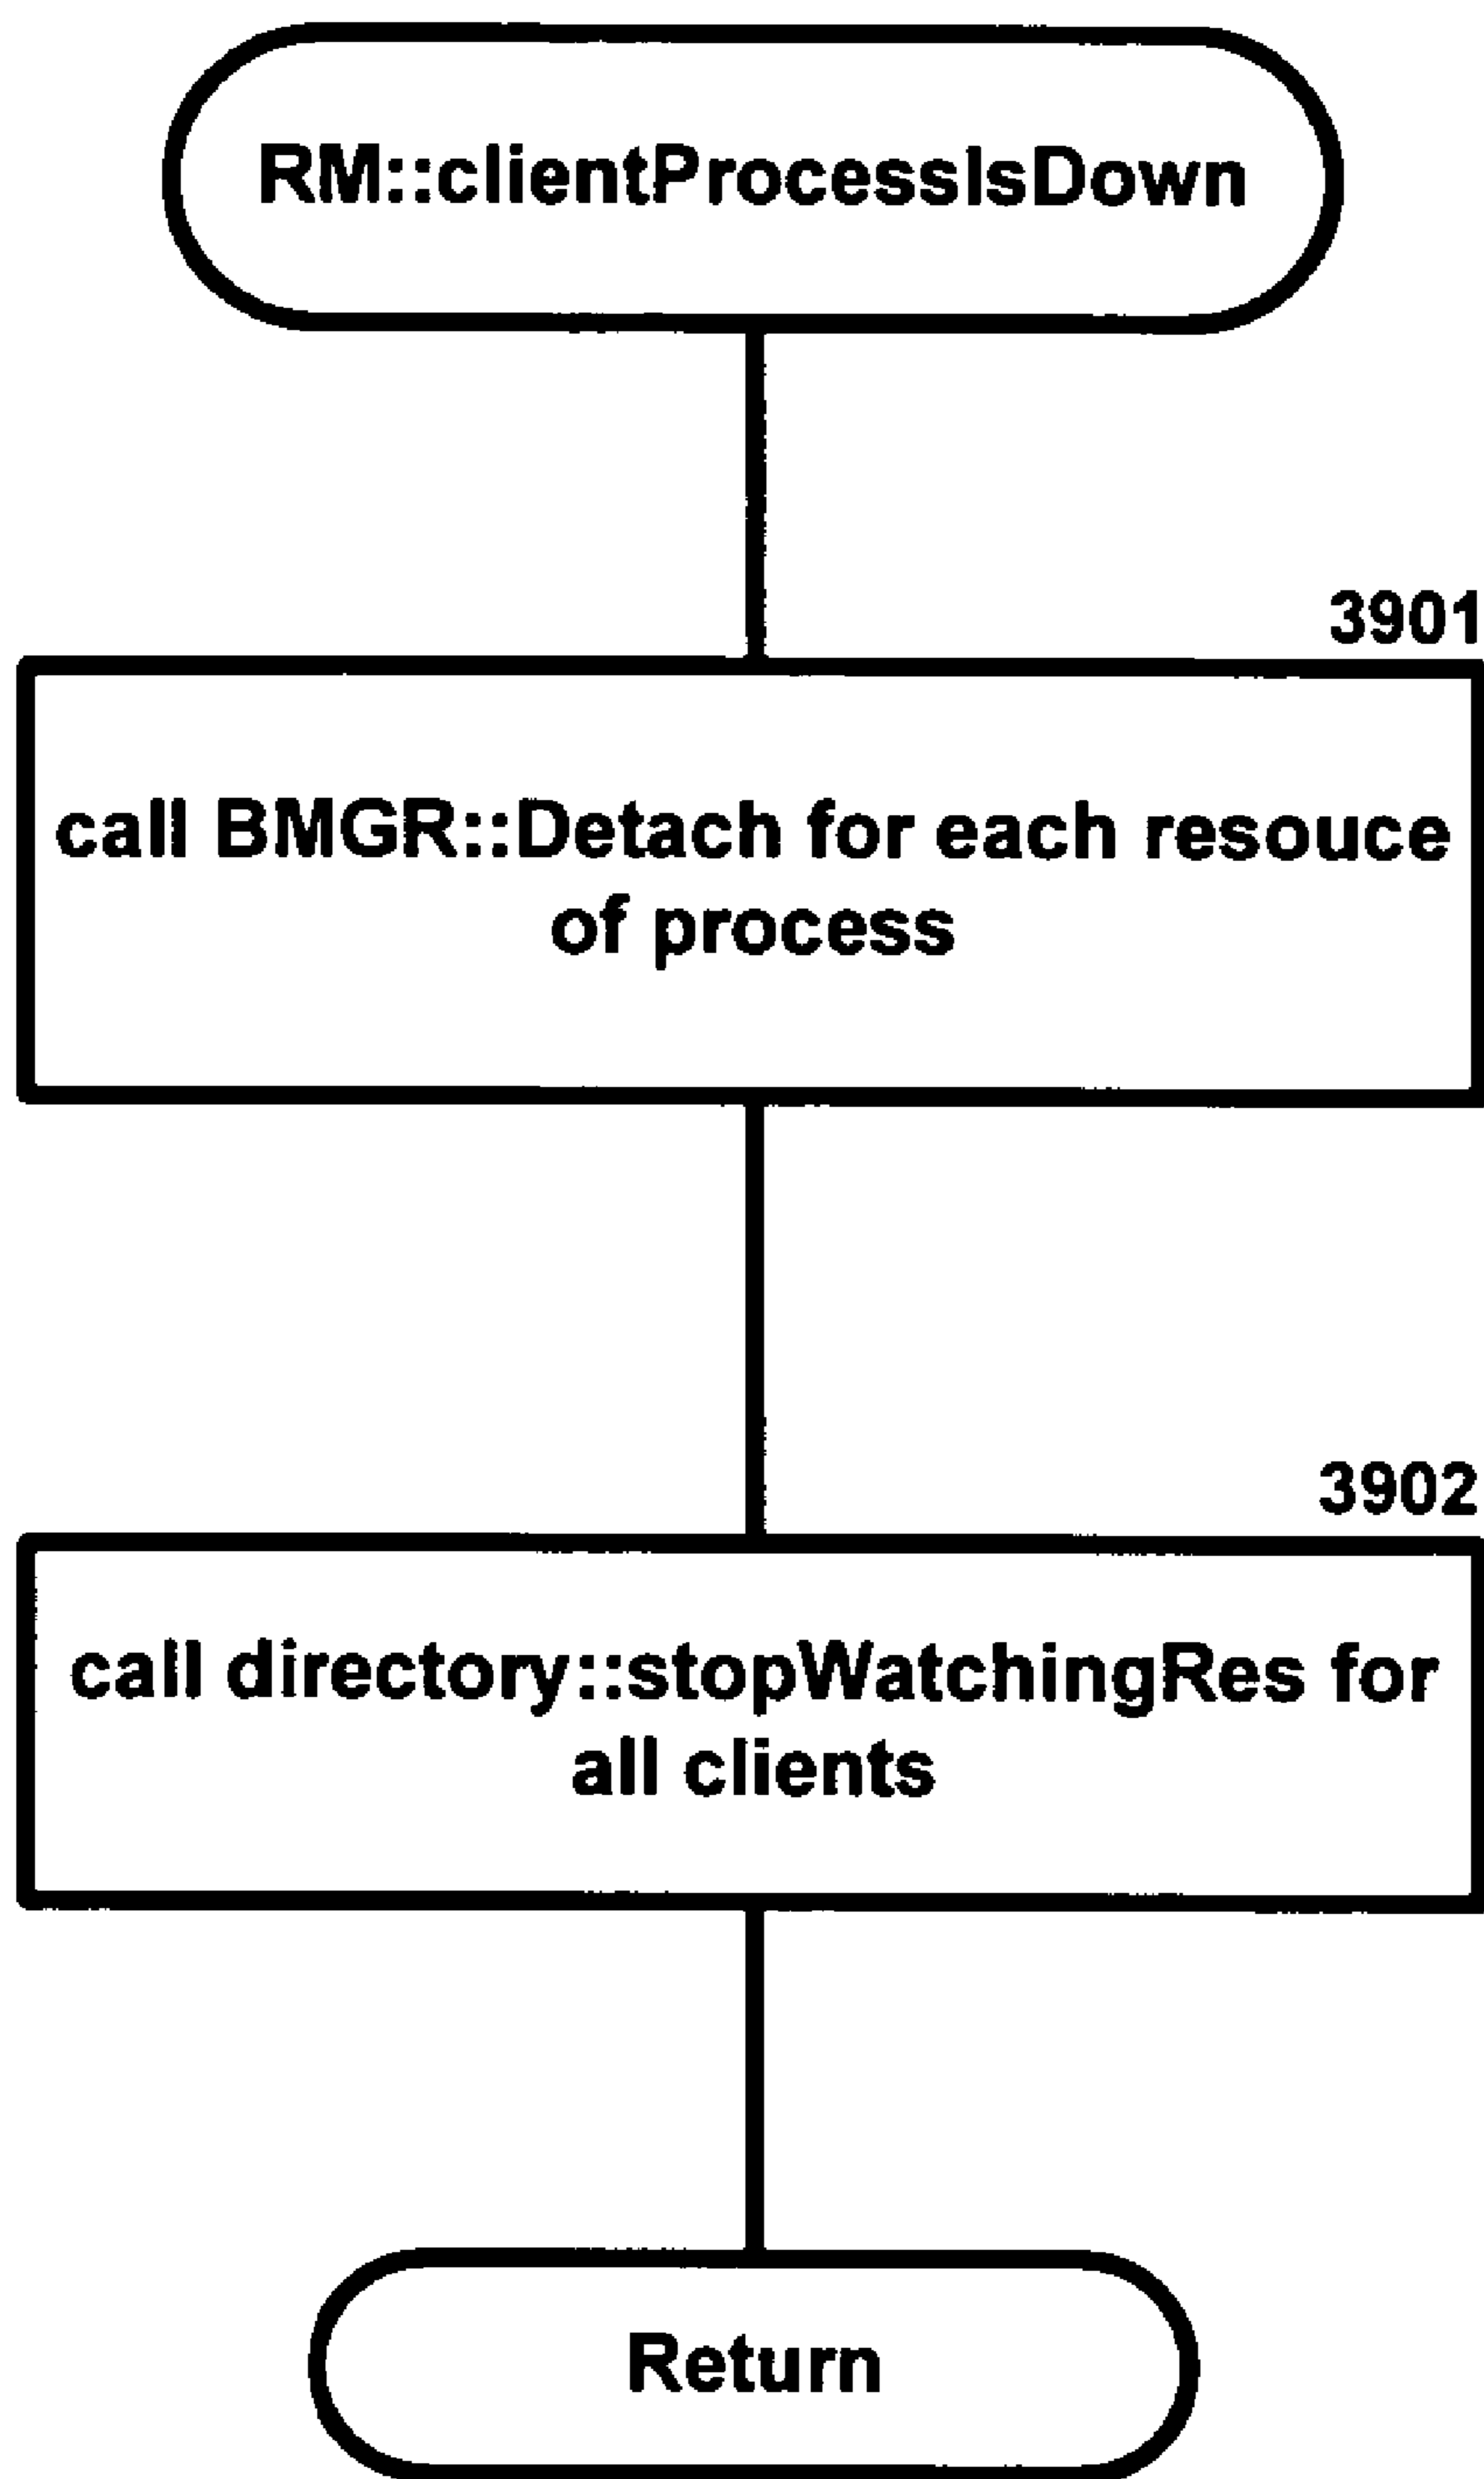 RM::clientProcessIsDown
3901
call BMGR::Detach for each resouce
of process
3902
call directory::stopWatchingRes for
all clients
Return